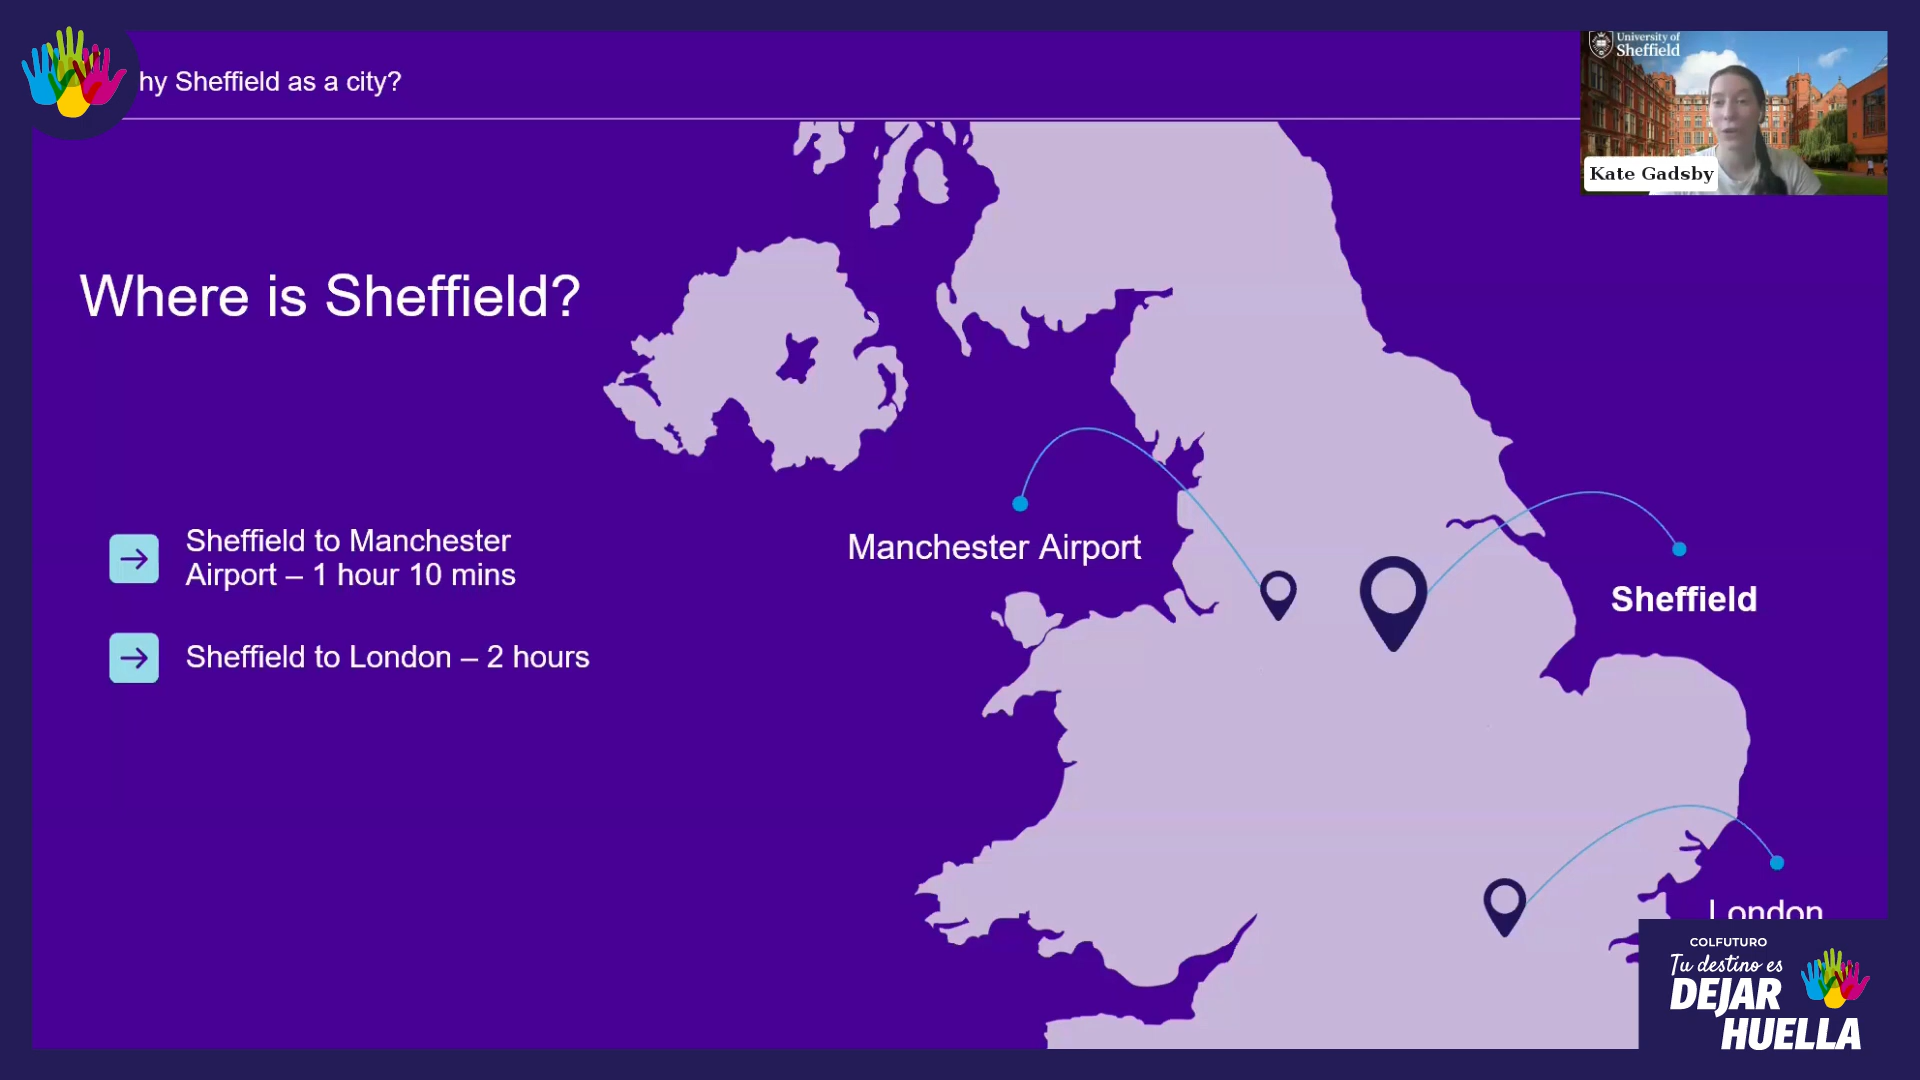 hy Sheffield as a city?
University of
Sheffield
Kate Gadsby
Where is Sheffield?
Sheffield to Manchester
Airport – 1 hour 10 mins
Sheffield to London – 2 hours
Manchester Airport
Sheffield
London
COLFUTURO
Tu destino es
DEJAR
HUELLA